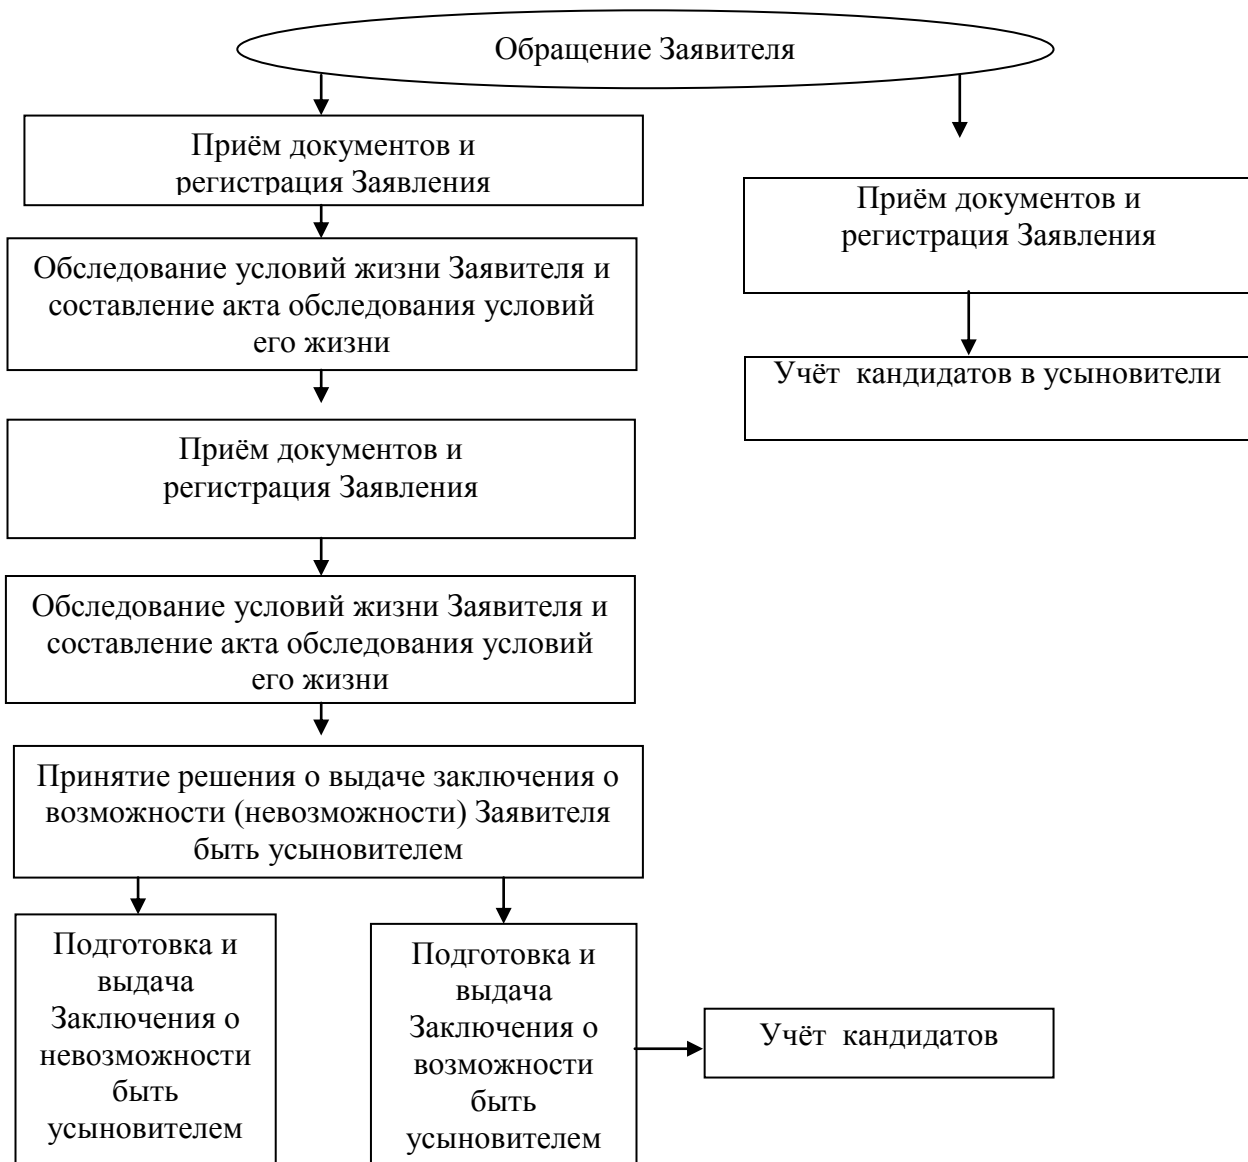 Обращение Заявителя
Приём документов и
регистрация Заявления
Приём документов и
регистрация Заявления
Обследование условий жизни Заявителя и
составление акта обследования условий
его жизни
Учёт  кандидатов в усыновители
Приём документов и
регистрация Заявления
Обследование условий жизни Заявителя и
составление акта обследования условий
его жизни
Принятие решения о выдаче заключения о
возможности (невозможности) Заявителя
быть усыновителем
Подготовка и
выдача
Заключения о
невозможности
быть
усыновителем
Подготовка и
выдача
Заключения о
возможности
быть
усыновителем
Учёт  кандидатов